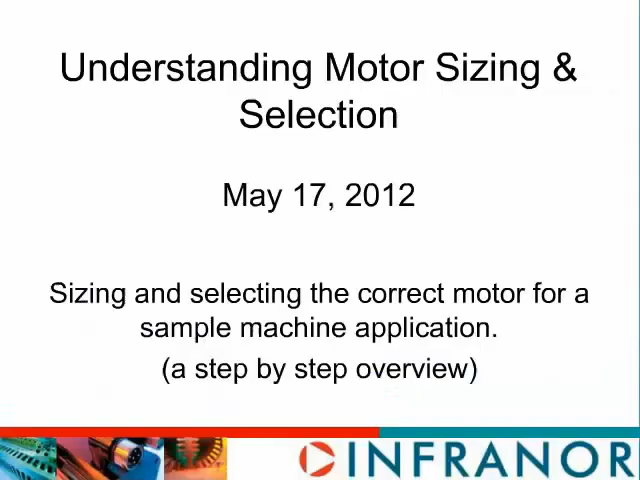 Understanding Motor Sizing &
Selection
May 17, 2012
Sizing and selecting the correct motor for a
sample machine application.
(a step by step overview)
INFRANOR